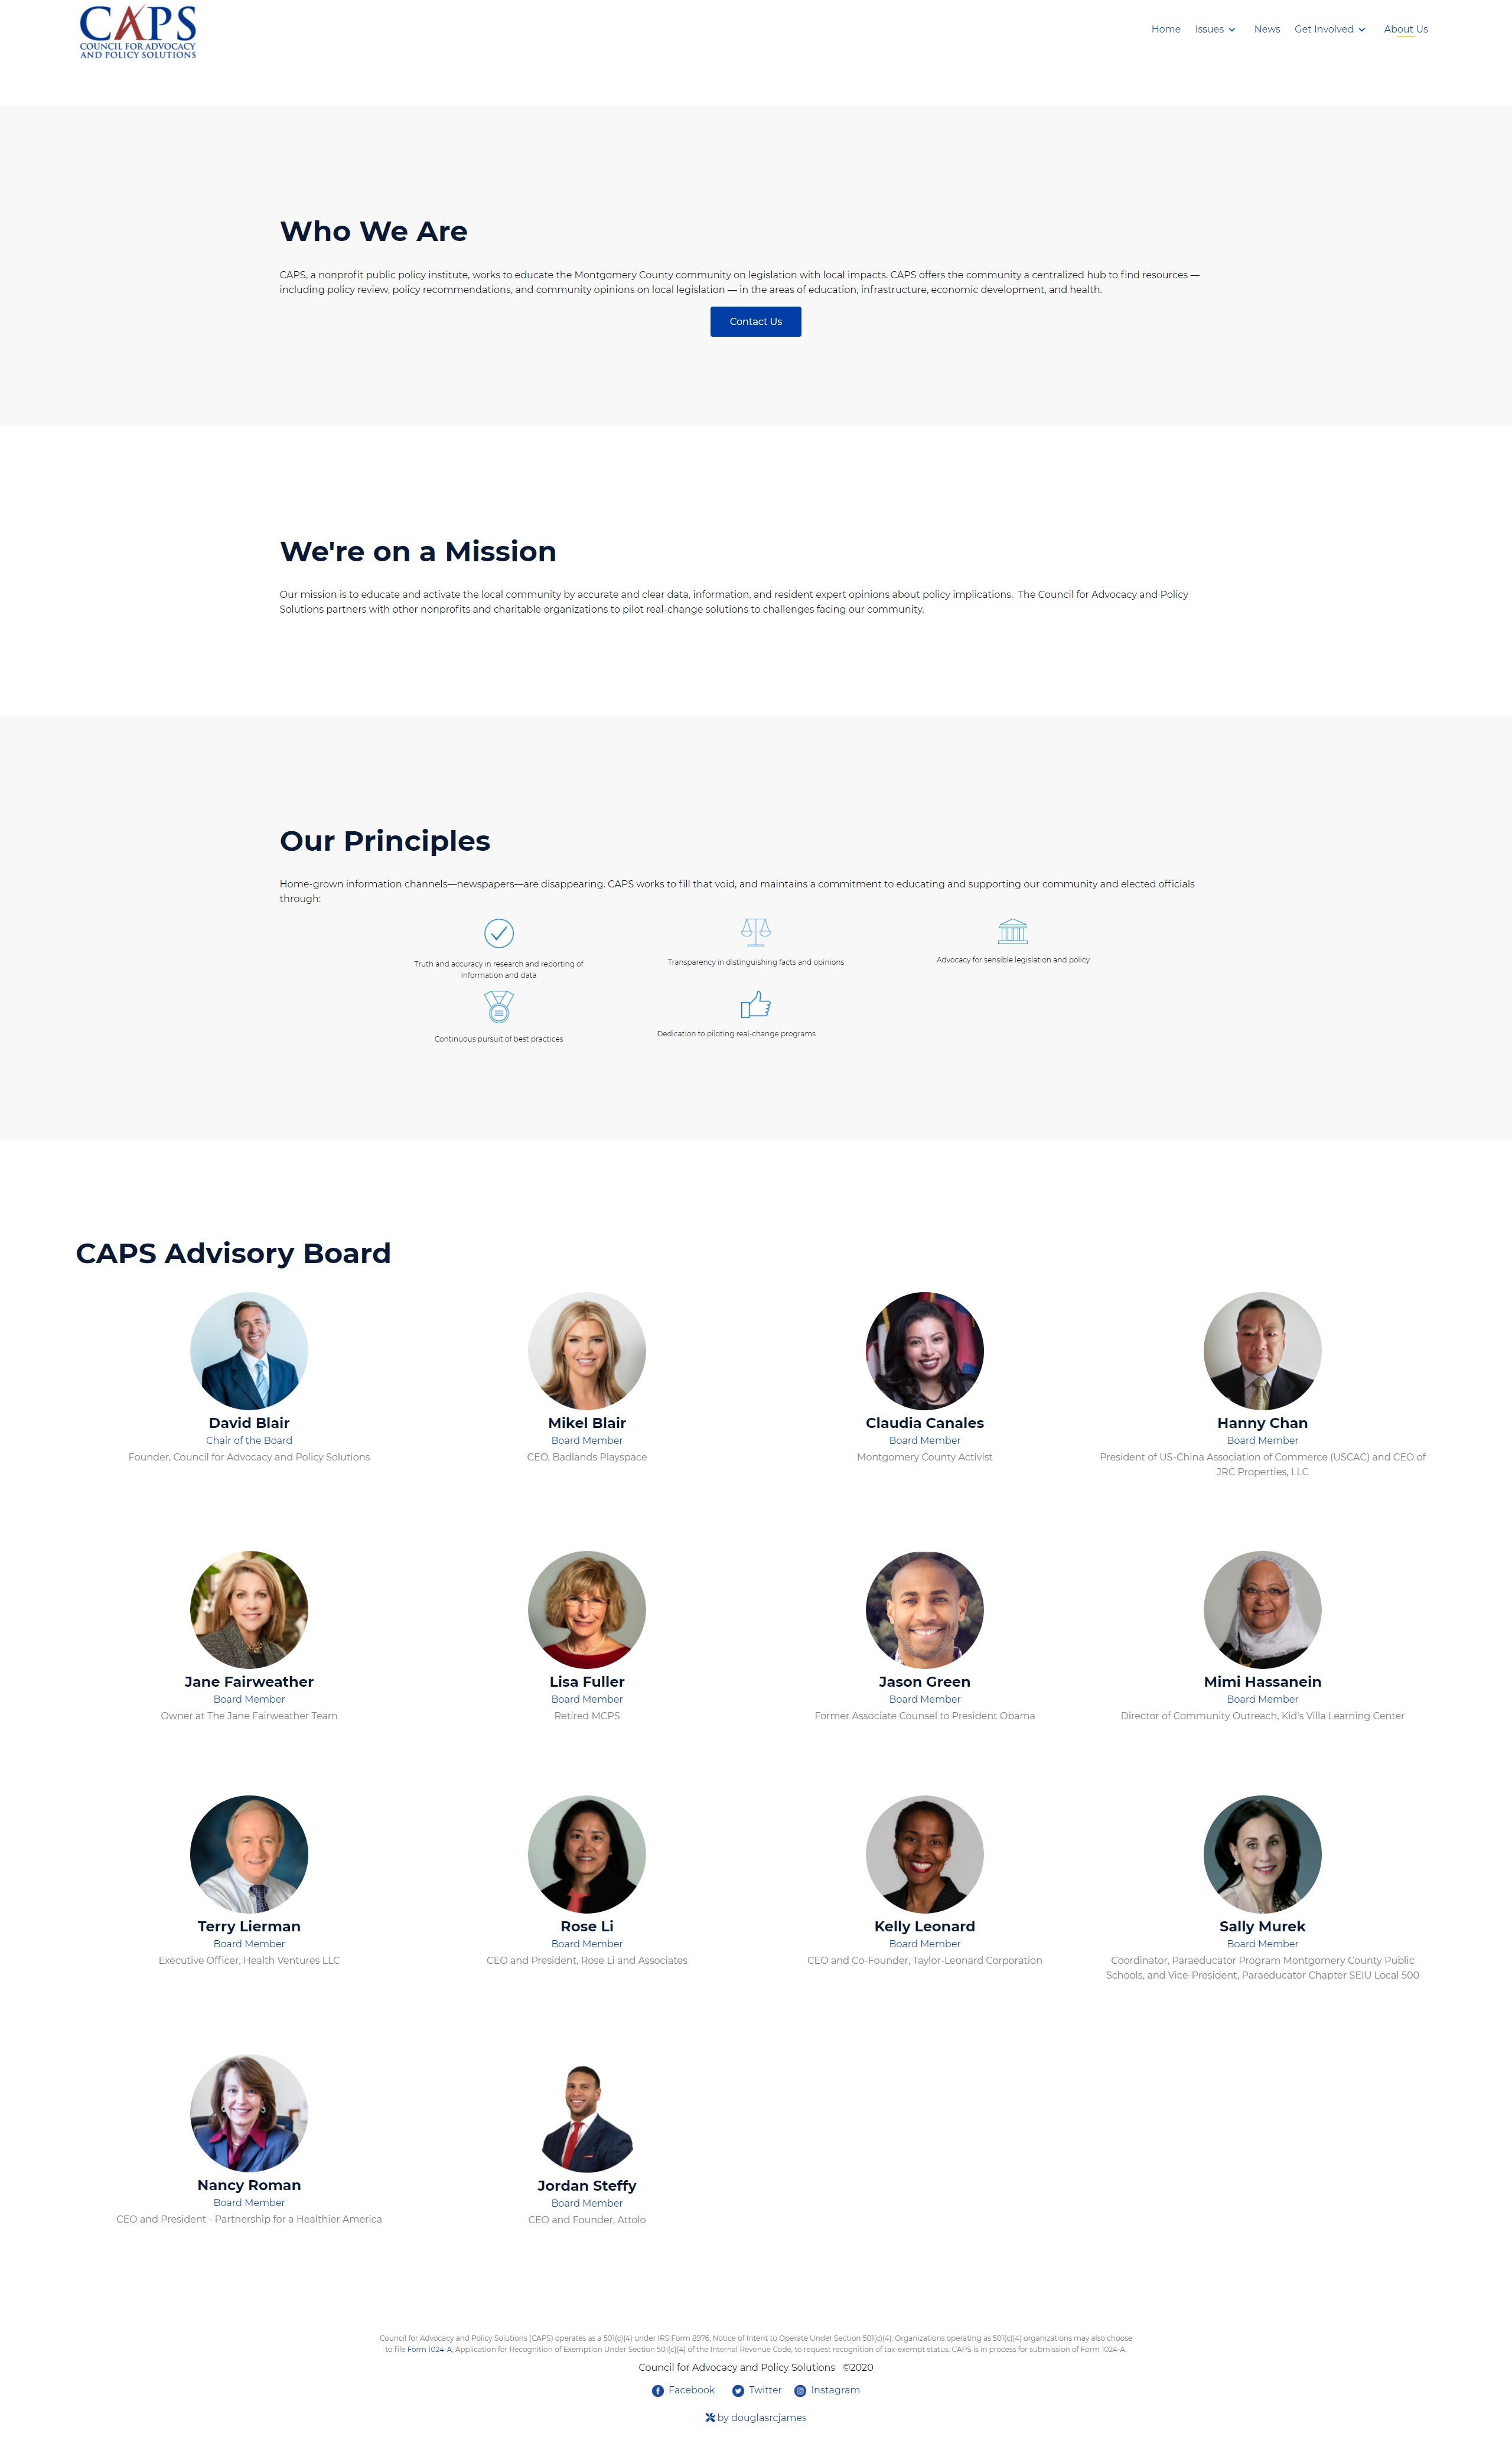 CAPS
COUNCIL FOR ADVOCACY
AND POLICY SOLUTIONS
Home Issues News Get Involved About Us
Who We Are
CAPS, a nonprofit public policy institute, works to educate the Montgomery County community on legislation with local impacts. CAPS offers the community a centralized hub to find resources —
including policy review, policy recommendations, and community opinions on local legislation — in the areas of education, infrastructure, economic development, and health.
Contact Us
We're on a Mission
Our mission is to educate and activate the local community by accurate and clear data, information, and resident expert opinions about policy implications. The Council for Advocacy and Policy
Solutions partners with other nonprofits and charitable organizations to pilot real-change solutions to challenges facing our community.
Our Principles
Home-grown information channels—newspapers—are disappearing. CAPS works to fill that void, and maintains a commitment to educating and supporting our community and elected officials
through:
Truth and accuracy in research and reporting of
information and data
Transparency in distinguishing facts and opinions
Advocacy for sensible legislation and policy
Continuous pursuit of best practices
Dedication to piloting real-change programs
CAPS Advisory Board
David Blair
Chair of the Board
Founder, Council for Advocacy and Policy Solutions
Mikel Blair
Board Member
CEO, Badlands Playspace
Claudia Canales
Board Member
Montgomery County Activist
Hanny Chan
Board Member
President of US-China Association of Commerce (USCAC) and CEO of
JRC Properties, LLC
Jane Fairweather
Board Member
Owner at The Jane Fairweather Team
Lisa Fuller
Board Member
Retired MCPS
Jason Green
Board Member
Former Associate Counsel to President Obama
Mimi Hassanein
Board Member
Director of Community Outreach, Kid's Villa Learning Center
Terry Lierman
Board Member
Executive Officer, Health Ventures LLC
Rose Li
Board Member
CEO and President, Rose Li and Associates
Kelly Leonard
Board Member
CEO and Co-Founder, Taylor-Leonard Corporation
Sally Murek
Board Member
Coordinator, Paraeducator Program Montgomery County Public
Schools, and Vice-President, Paraeducator Chapter SEIU Local 500
Nancy Roman
Board Member
CEO and President - Partnership for a Healthier America
Jordan Steffy
Board Member
CEO and Founder, Attolo
Council for Advocacy and Policy Solutions (CAPS) operates as a 501(c)(4) under IRS Form 8976, Notice of Intent to Operate Under Section 501(c)(4). Organizations operating as 501(c)(4) organizations may also choose
to file Form 1024-A, Application for Recognition of Exemption Under Section 501(c)(4) of the Internal Revenue Code, to request recognition of tax-exempt status. CAPS is in process for submission of Form 1024-A.
Council for Advocacy and Policy Solutions ©2020
Facebook Twitter Instagram
by douglasrcjames